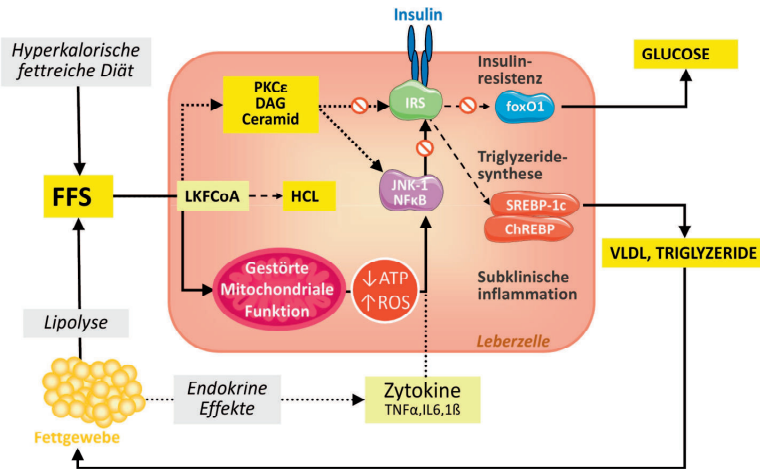 Insulin
Hyperkalorische
fettreiche Diät
GLUCOSE
Insulin-
resistenz
PKCε
DAG
Ceramid
IRS
foxO1
Triglyzeride-
synthese
FFS
LKFCoA
HCL
JNK-1
NFκB
SREBP-1c
ChREBP
VLDL, TRIGLYZERIDE
Gestörte
Mitochondriale
Funktion
↓ATP
↑ROS
Subklinische
inflammation
Lipolyse
Leberzelle
Endokrine
Effekte
Zytokine
TNFα,IL6,1ß
Fettgewebe